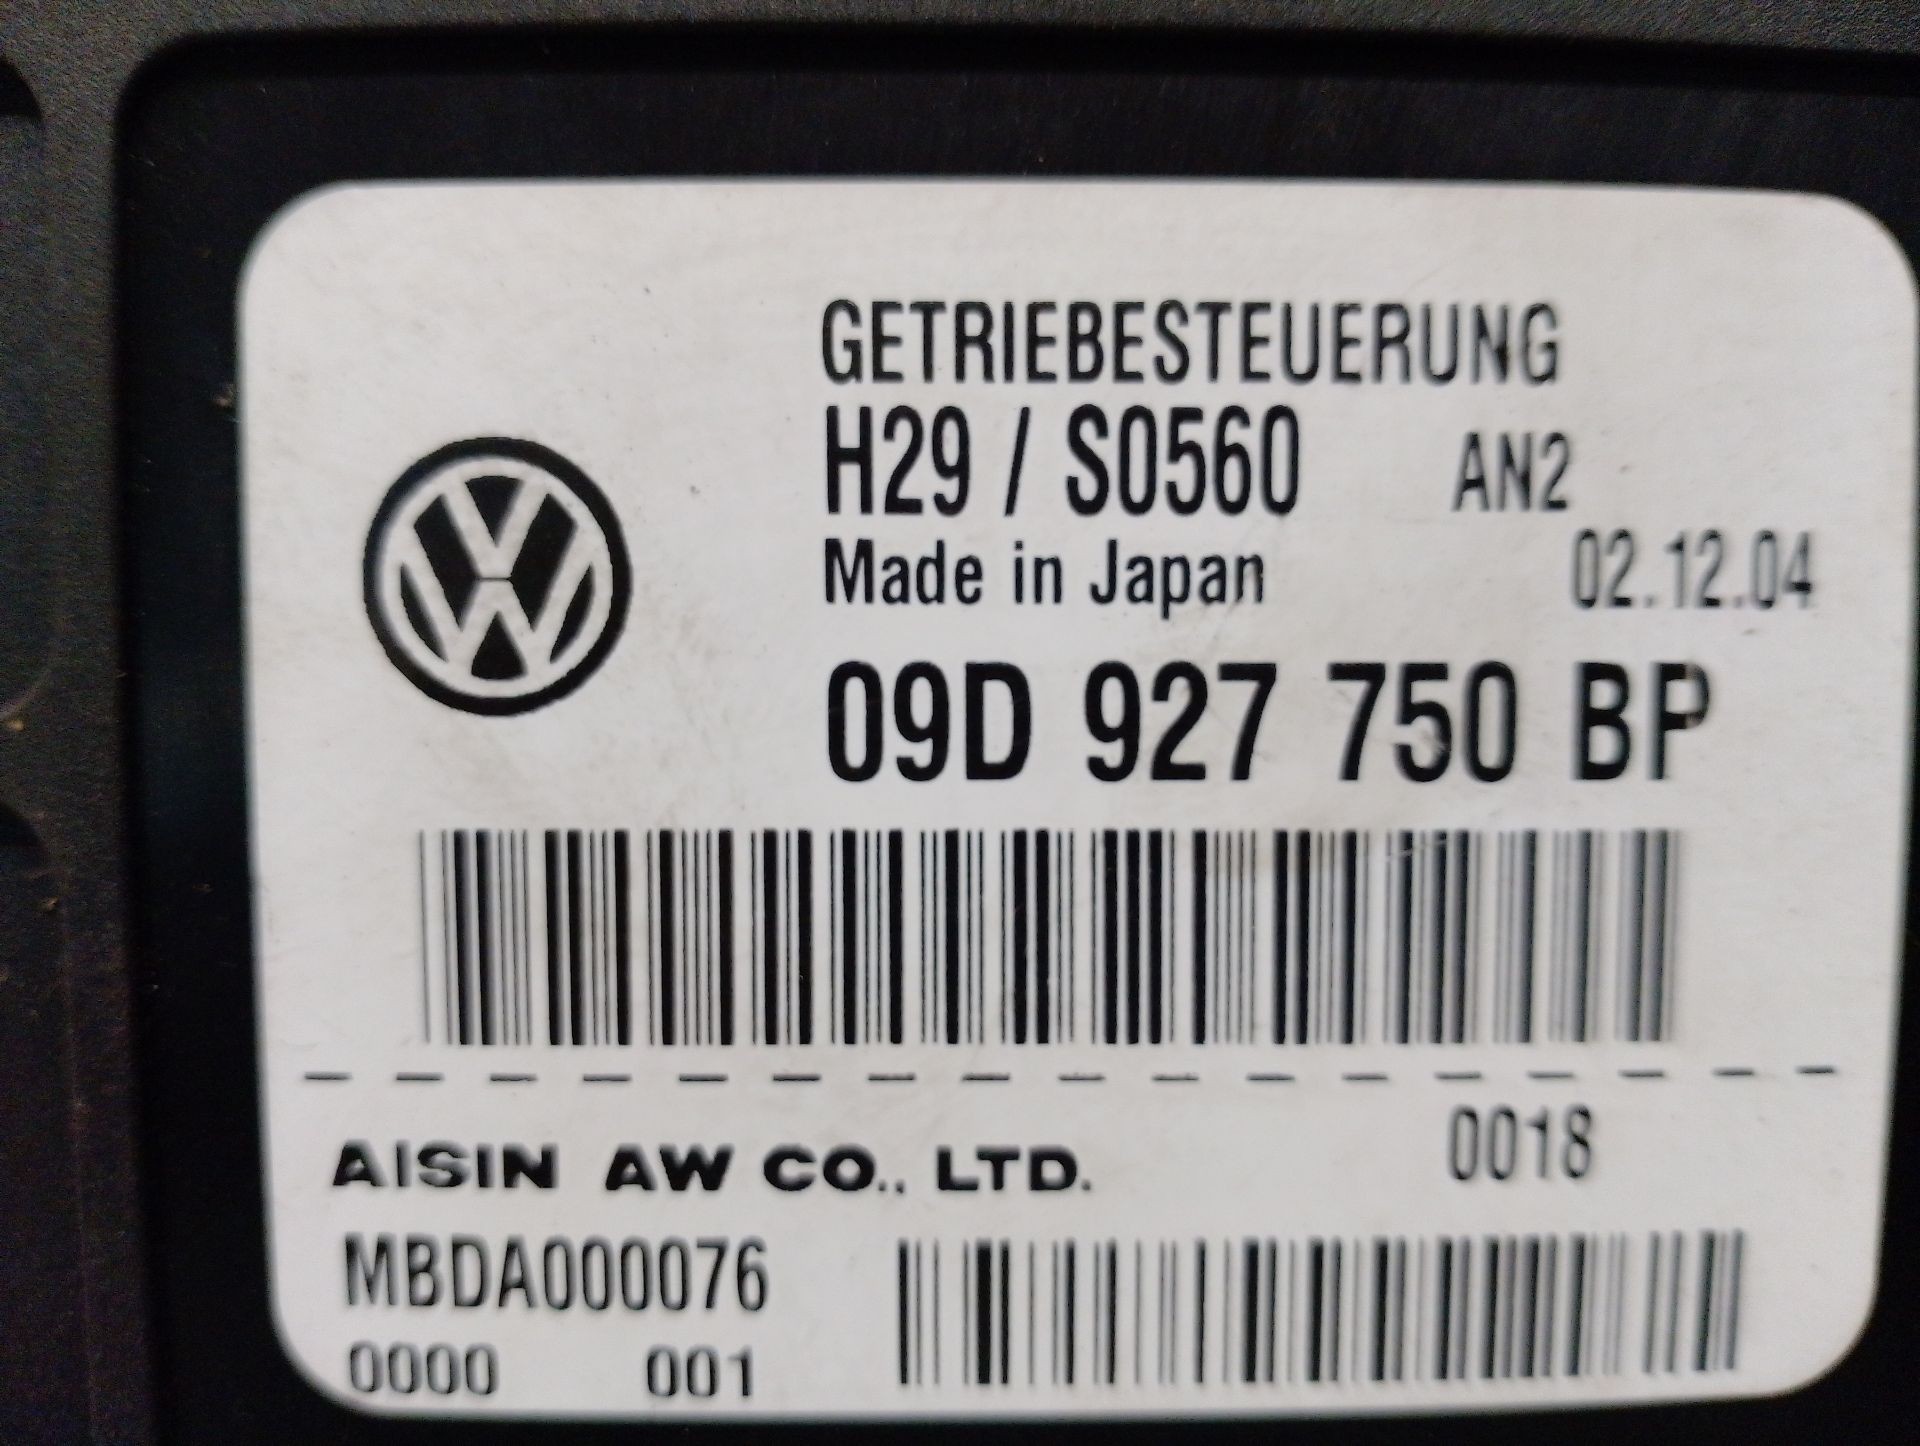 GETRIEBESTEUERUNG
H29 / S0560 AN2
Made in Japan 02.12.04
09D 927 750 BP
AISIN AW CO., LTD. 0018
MBDA000076
0000 001